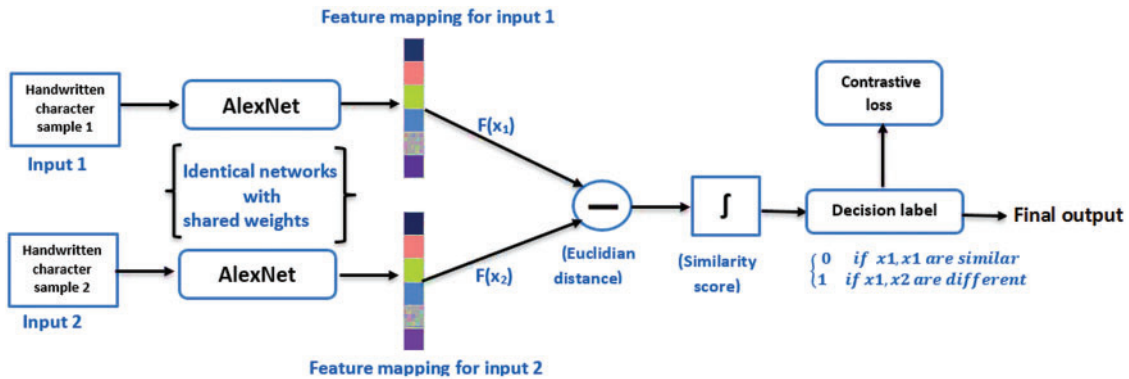 Feature mapping for input 1
Handwritten
character
sample 1
Input 1
AlexNet
F(x₁)
Identical networks
with
shared weights
Handwritten
character
sample 2
Input 2
AlexNet
F(x₂)
Feature mapping for input 2
—
(Euclidian
distance)
∫
(Similarity
score)
Contrastive
loss
Decision label
Final output
0 if x1,x1 are similar
1 if x1,x2 are different